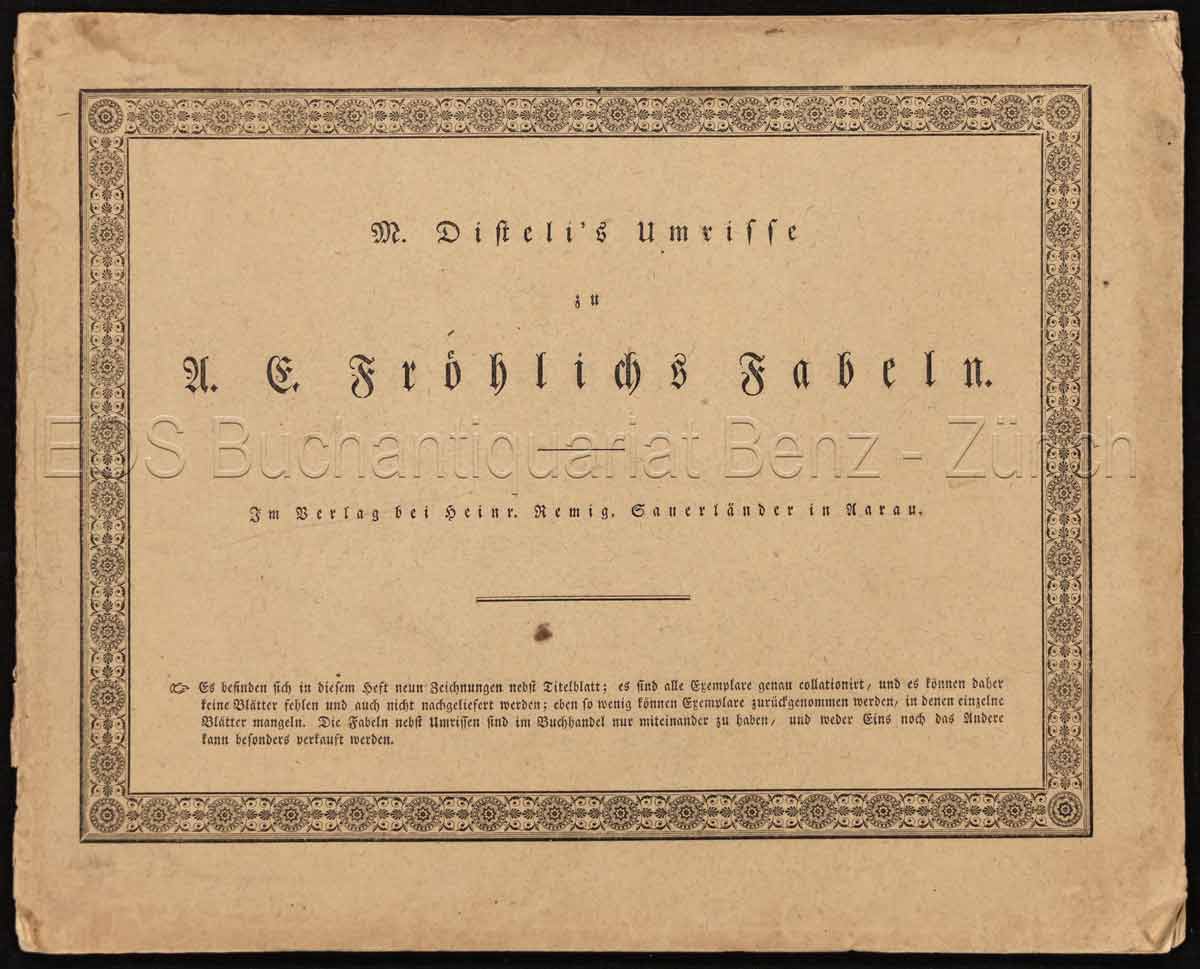 M. Disteli's Umrisse
zu
A. E. Fröhlichs Fabeln.
EOS Buchantiquariat Benz - Zürich
Im Verlag bei Heinr. Remig. Sauerländer in Aarau.
☞ Es befinden sich in diesem Heft neun Zeichnungen nebst Titelblatt; es sind alle Exemplare genau collationirt, und es können daher
keine Blätter fehlen und auch nicht nachgeliefert werden; eben so wenig können Exemplare zurückgenommen werden, in denen einzelne
Blätter mangeln. Die Fabeln nebst Umrissen sind im Buchhandel nur miteinander zu haben, und weder Eins noch das Andere
kann besonders verkauft werden.